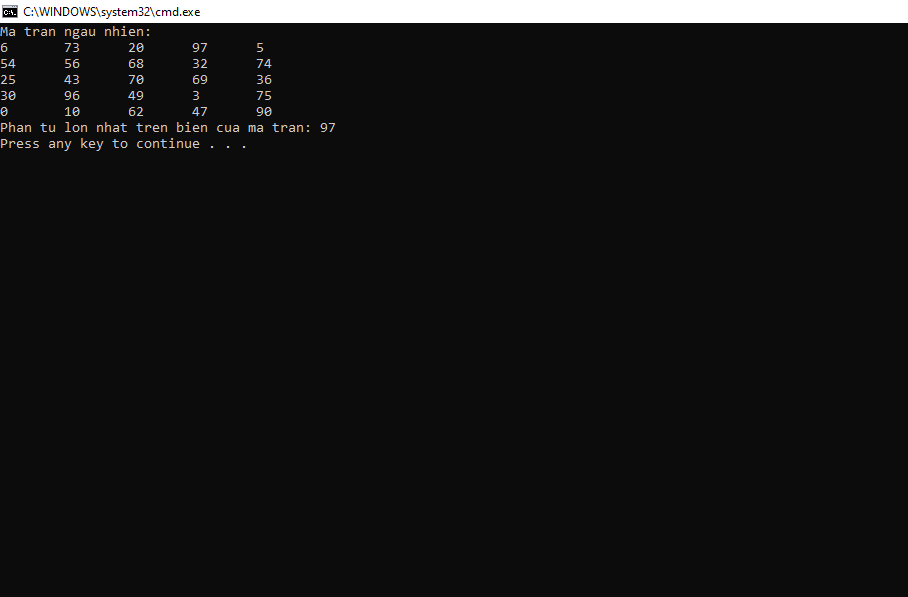 C:\WINDOWS\system32\cmd.exe
Ma tran ngau nhien:
6 73 20 97 5
54 56 68 32 74
25 43 70 69 36
30 96 49 3 75
0 10 62 47 90
Phan tu lon nhat tren bien cua ma tran: 97
Press any key to continue . . .